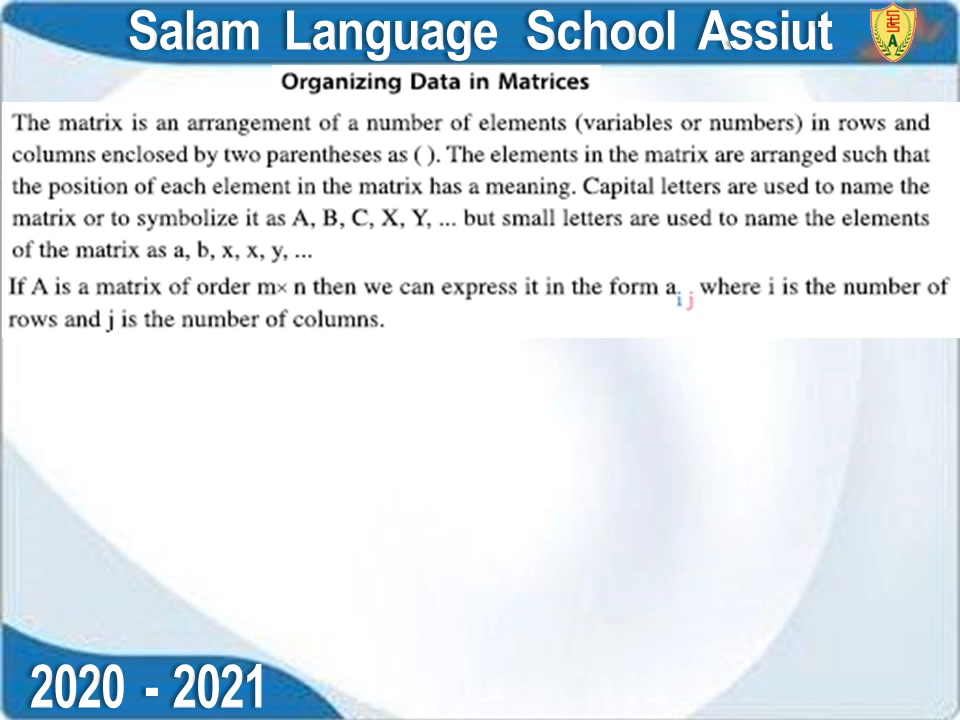 Salam Language School Assiut
Organizing Data in Matrices
The matrix is an arrangement of a number of elements (variables or numbers) in rows and
columns enclosed by two parentheses as ( ). The elements in the matrix are arranged such that
the position of each element in the matrix has a meaning. Capital letters are used to name the
matrix or to symbolize it as A, B, C, X, Y, ... but small letters are used to name the elements
of the matrix as a, b, x, x, y, ...
If A is a matrix of order m× n then we can express it in the form a i j where i is the number of
rows and j is the number of columns.
2020 - 2021